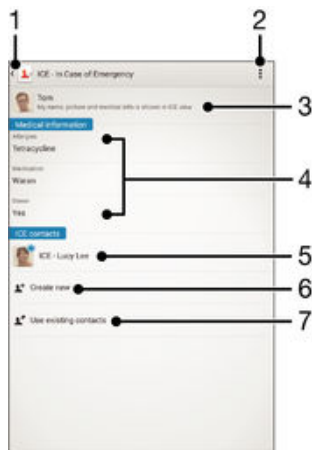 1
2
ICE - In Case of Emergency
Tom
My name, picture and medical info is shown in ICE view
3
Medical information
Allergies
Tetracycline
4
Medication
Waran
Donor
Yes
ICE contacts
ICE - Lucy Lee
5
Create new
6
Use existing contacts
7